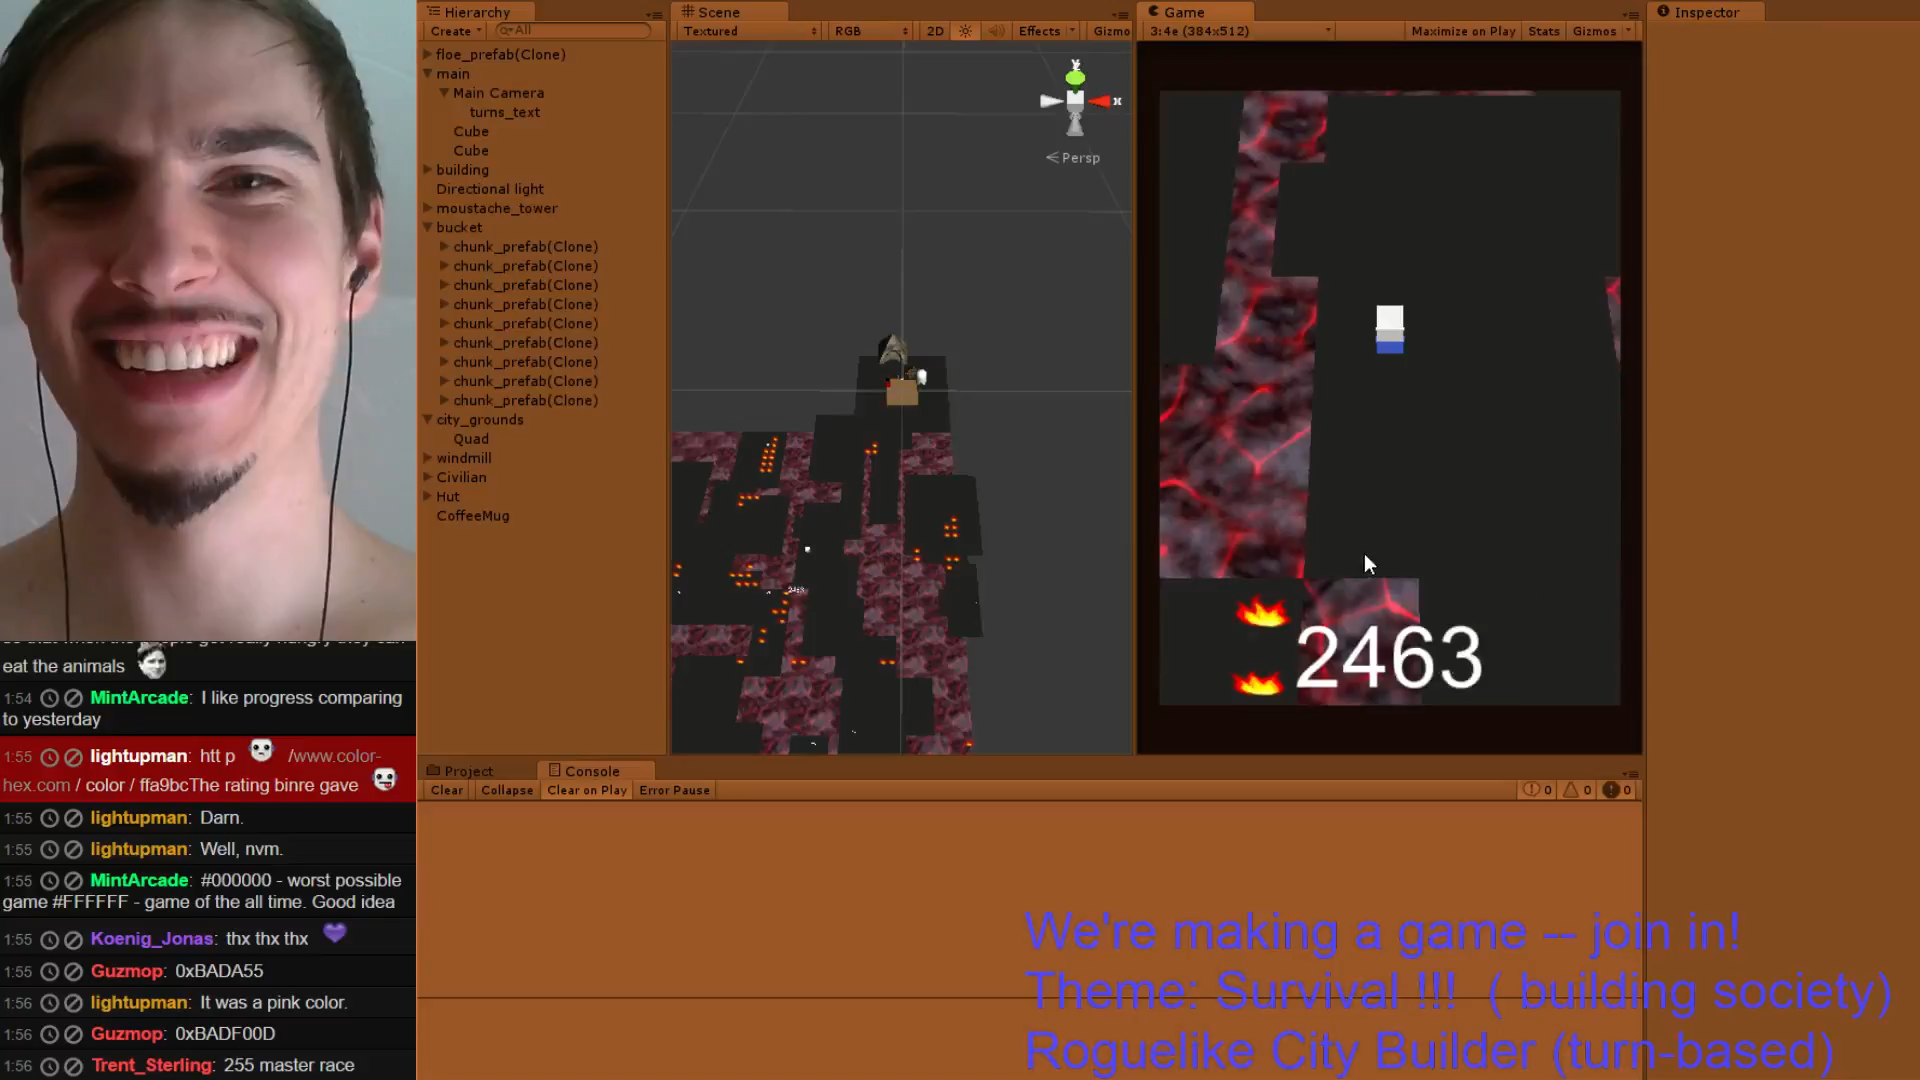 Hierarchy
Create
All
floe_prefab(Clone)
main
Main Camera
turns_text
Cube
Cube
building
Directional light
moustache_tower
bucket
chunk_prefab(Clone)
chunk_prefab(Clone)
chunk_prefab(Clone)
chunk_prefab(Clone)
chunk_prefab(Clone)
chunk_prefab(Clone)
chunk_prefab(Clone)
chunk_prefab(Clone)
chunk_prefab(Clone)
city_grounds
Quad
windmill
Civilian
Hut
CoffeeMug
Scene
Textured RGB 2D Effects Gizmo
y
x
Persp
2463
Game
3:4e (384x512) Maximize on Play Stats Gizmos
2463
Inspector
Project Console
Clear Collapse Clear on Play Error Pause 0 0 0
eat the animals
1:54 MintArcade: I like progress comparing
to yesterday
1:55 lightupman: htt p /www.color-
hex.com / color / ffa9bcThe rating binre gave
1:55 lightupman: Darn.
1:55 lightupman: Well, nvm.
1:55 MintArcade: #000000 - worst possible
game #FFFFFF - game of the all time. Good idea
1:55 Koenig_Jonas: thx thx thx
1:55 Guzmop: 0xBADA55
1:56 lightupman: It was a pink color.
1:56 Guzmop: 0xBADF00D
1:56 Trent_Sterling: 255 master race
We're making a game -- join in!
Theme: Survival !!! ( building society)
Roguelike City Builder (turn-based)